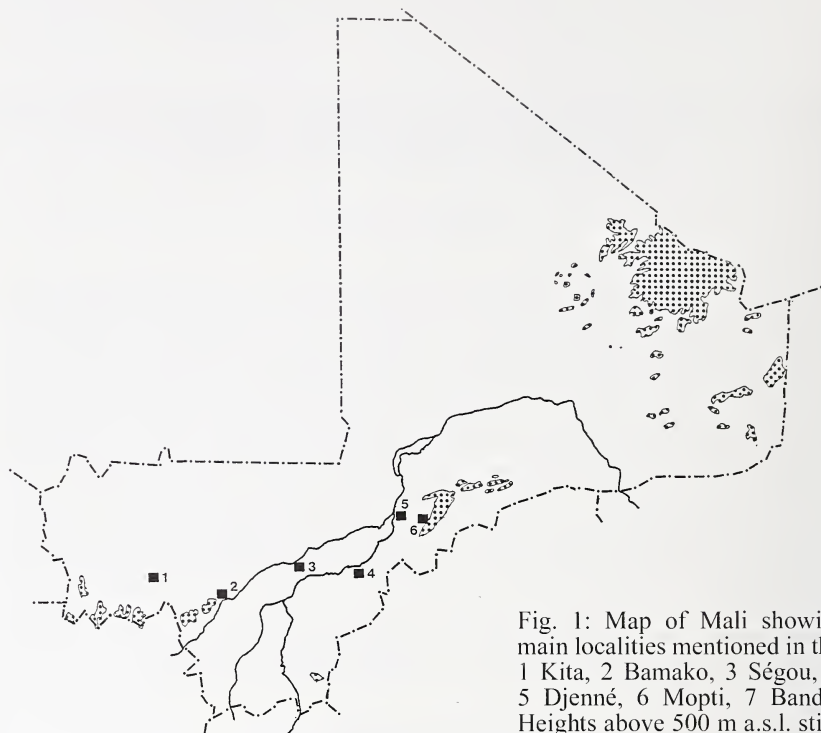 5
6
3
4
1
2
Fig. 1: Map of Mali showi
main localities mentioned in th
1 Kita, 2 Bamako, 3 Ségou,
5 Djenné, 6 Mopti, 7 Band
Heights above 500 m a.s.l. sti